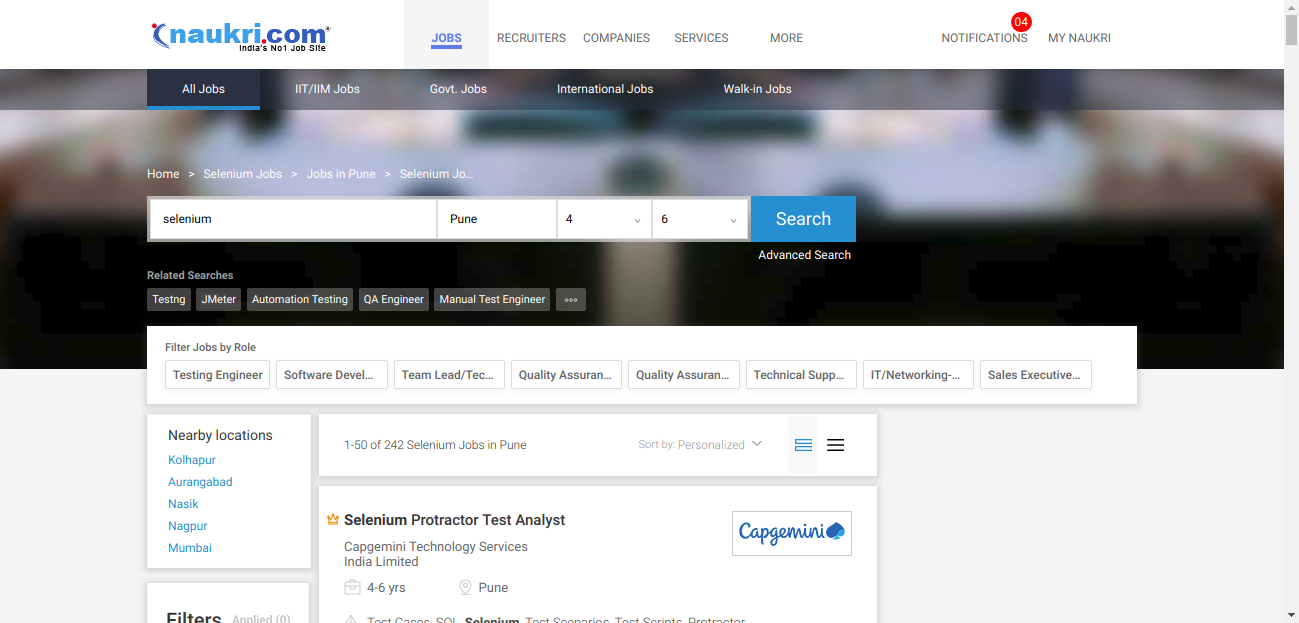 naukri.com
India's No1 Job Site
JOBS RECRUITERS COMPANIES SERVICES MORE NOTIFICATIONS 04 MY NAUKRI
All Jobs IIT/IIM Jobs Govt. Jobs International Jobs Walk-in Jobs
Home > Selenium Jobs > Jobs in Pune > Selenium Jo...
selenium Pune 4 6 Search
Advanced Search
Related Searches
Testng JMeter Automation Testing QA Engineer Manual Test Engineer
Filter Jobs by Role
Testing Engineer Software Devel... Team Lead/Tec... Quality Assuran... Quality Assuran... Technical Supp... IT/Networking-... Sales Executive...
Nearby locations
Kolhapur
Aurangabad
Nasik
Nagpur
Mumbai
Filters Applied (0)
1-50 of 242 Selenium Jobs in Pune Sort by: Personalized
Selenium Protractor Test Analyst
Capgemini
Capgemini Technology Services
India Limited
4-6 yrs Pune
Test Cases, SQL, Selenium, Test Scenarios, Test Scripts, Protractor